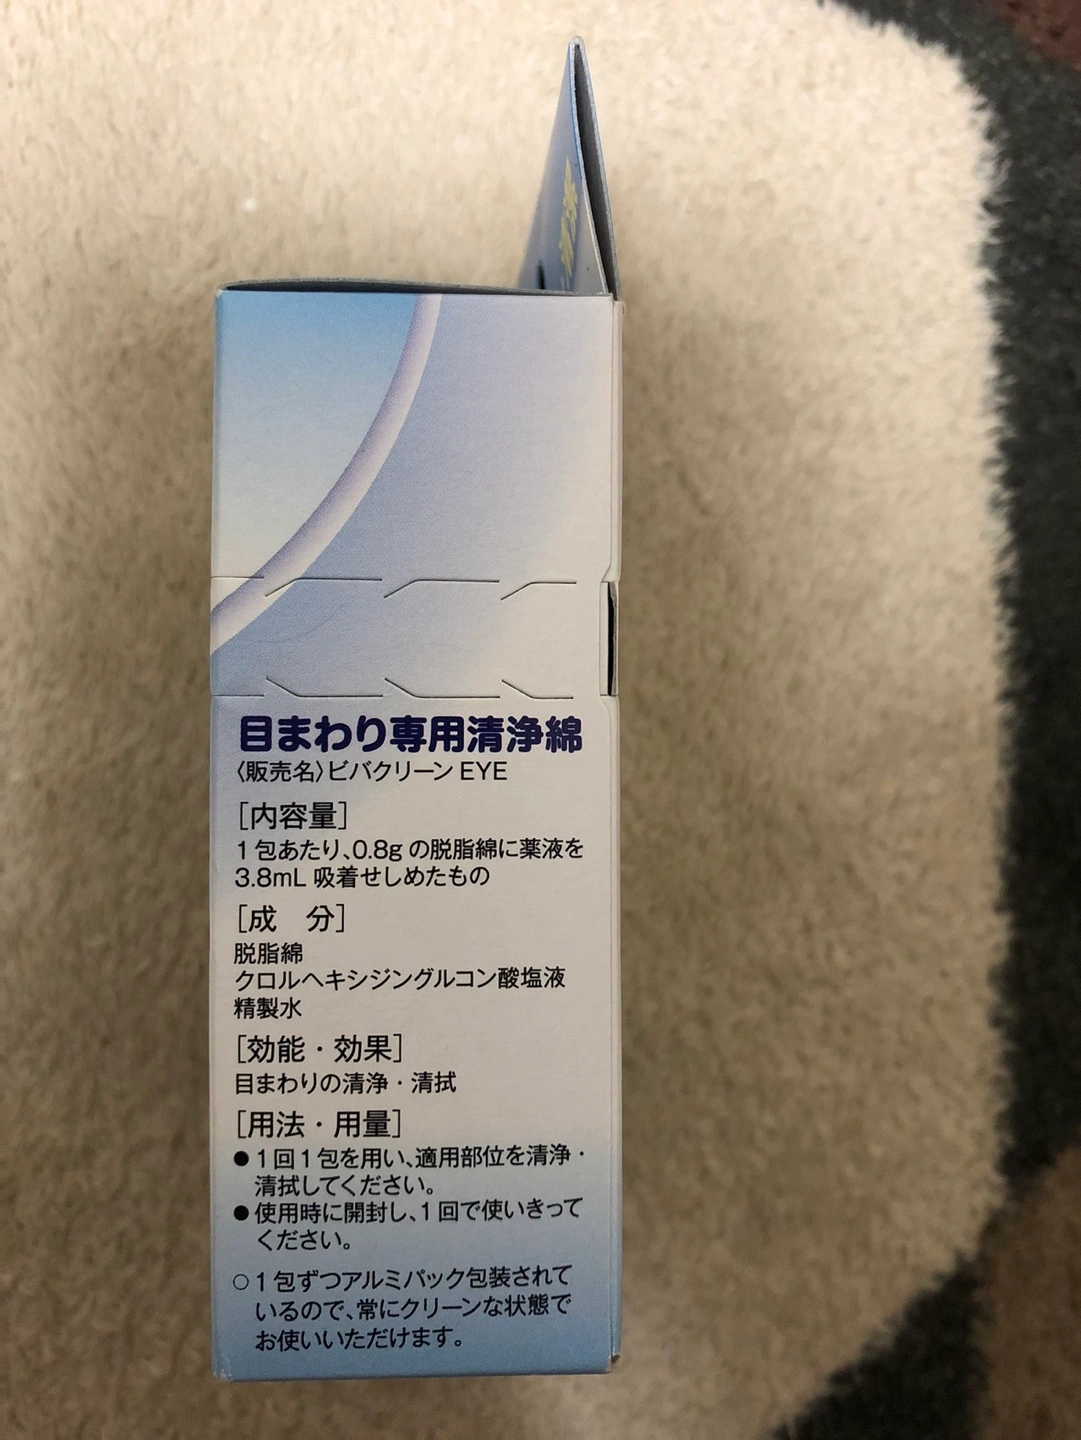 目まわり専用清浄綿
〈販売名〉ビバクリーン EYE
［内容量］
1包あたり、0.8g の脱脂綿に薬液を
3.8mL 吸着せしめたもの
［成　分］
脱脂綿
クロルヘキシジングルコン酸塩液
精製水
［効能・効果］
目まわりの清浄・清拭
［用法・用量］
●1回1包を用い、適用部位を清浄・
清拭してください。
●使用時に開封し、1回で使いきって
ください。
○1包ずつアルミパック包装されて
いるので、常にクリーンな状態で
お使いいただけます。